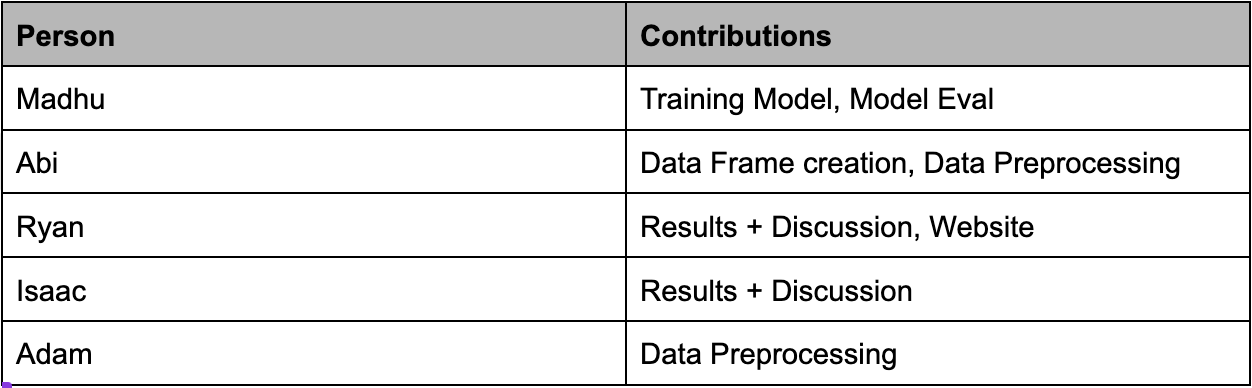 Person Contributions
Madhu Training Model, Model Eval
Abi Data Frame creation, Data Preprocessing
Ryan Results + Discussion, Website
Isaac Results + Discussion
Adam Data Preprocessing